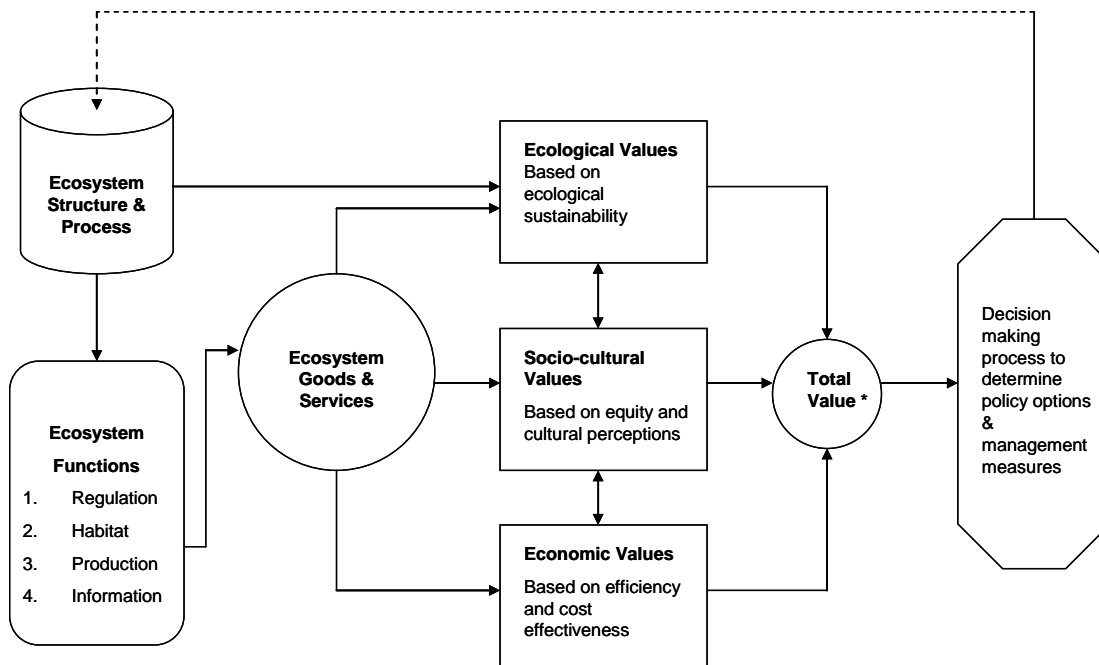 Ecosystem
Structure &
Process
Ecosystem
Functions
1. Regulation
2. Habitat
3. Production
4. Information
Ecosystem
Goods &
Services
Ecological Values
Based on
ecological
sustainability
Socio-cultural
Values
Based on equity and
cultural perceptions
Economic Values
Based on efficiency
and cost
effectiveness
Total
Value *
Decision
making
process to
determine
policy options
&
management
measures